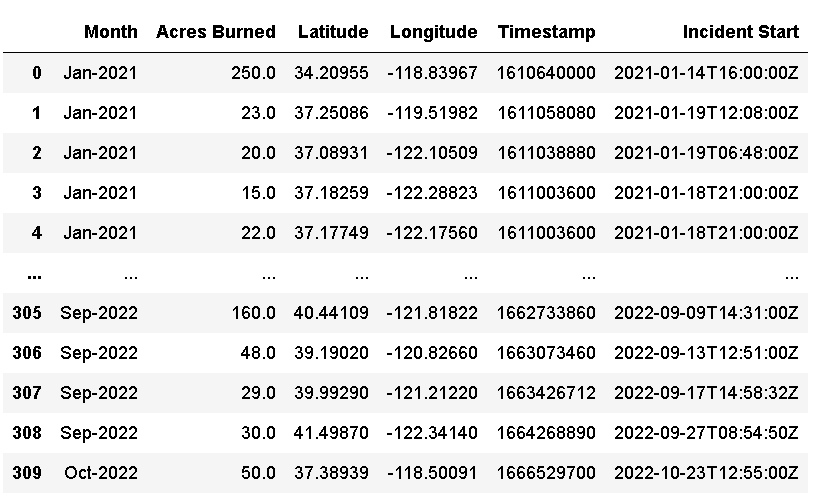 Month Acres Burned Latitude Longitude Timestamp Incident Start
0 Jan-2021 250.0 34.20955 -118.83967 1610640000 2021-01-14T16:00:00Z
1 Jan-2021 23.0 37.25086 -119.51982 1611058080 2021-01-19T12:08:00Z
2 Jan-2021 20.0 37.08931 -122.10509 1611038880 2021-01-19T06:48:00Z
3 Jan-2021 15.0 37.18259 -122.28823 1611003600 2021-01-18T21:00:00Z
4 Jan-2021 22.0 37.17749 -122.17560 1611003600 2021-01-18T21:00:00Z
... ... ... ... ... ... ...
305 Sep-2022 160.0 40.44109 -121.81822 1662733860 2022-09-09T14:31:00Z
306 Sep-2022 48.0 39.19020 -120.82660 1663073460 2022-09-13T12:51:00Z
307 Sep-2022 29.0 39.99290 -121.21220 1663426712 2022-09-17T14:58:32Z
308 Sep-2022 30.0 41.49870 -122.34140 1664268890 2022-09-27T08:54:50Z
309 Oct-2022 50.0 37.38939 -118.50091 1666529700 2022-10-23T12:55:00Z